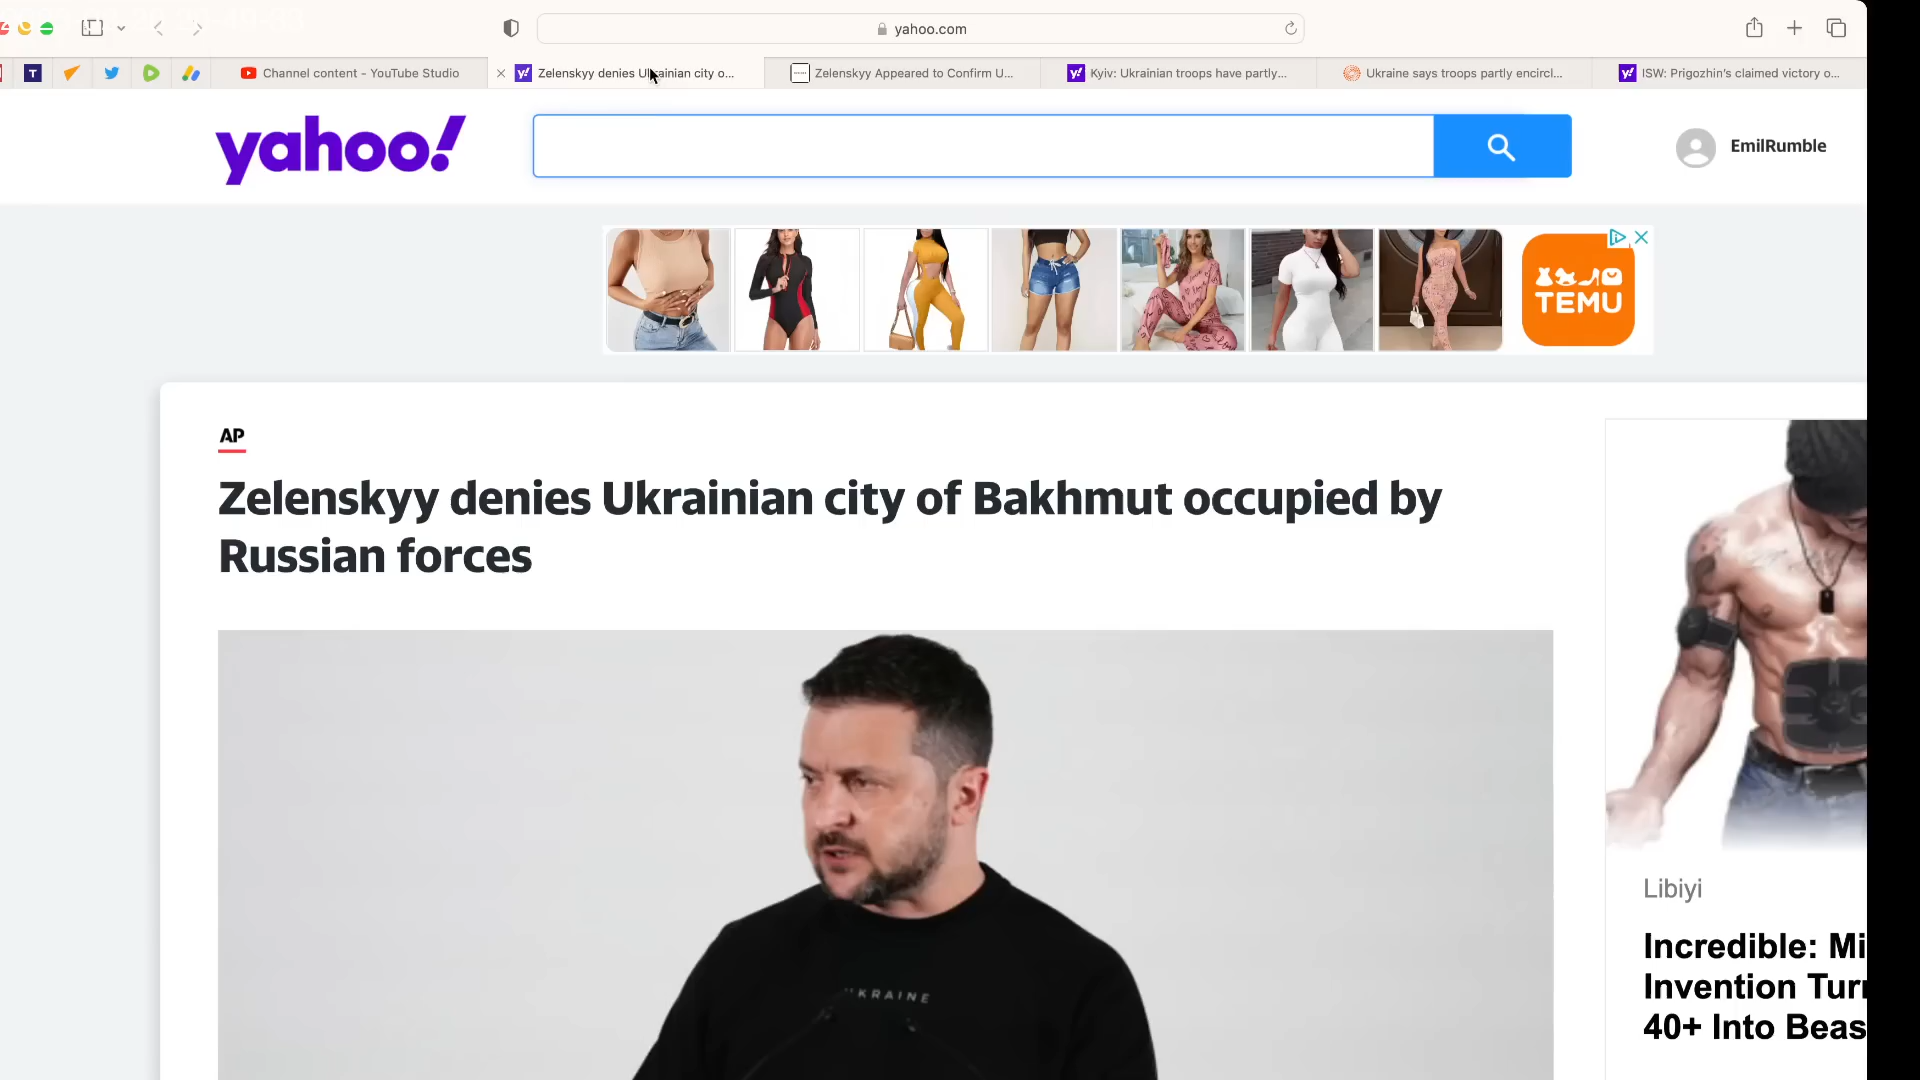 yahoo.com
T
Channel content - YouTube Studio
y!
Zelenskyy denies Ukrainian city o...
Zelenskyy Appeared to Confirm U...
y!
Kyiv: Ukrainian troops have partly...
Ukraine says troops partly encircl...
y!
ISW: Prigozhin's claimed victory o...
yahoo!
EmilRumble
TEMU
AP
Zelenskyy denies Ukrainian city of Bakhmut occupied by
Russian forces
UKRAINE
Libiyi
Incredible: Mi
Invention Tur
40+ Into Beas